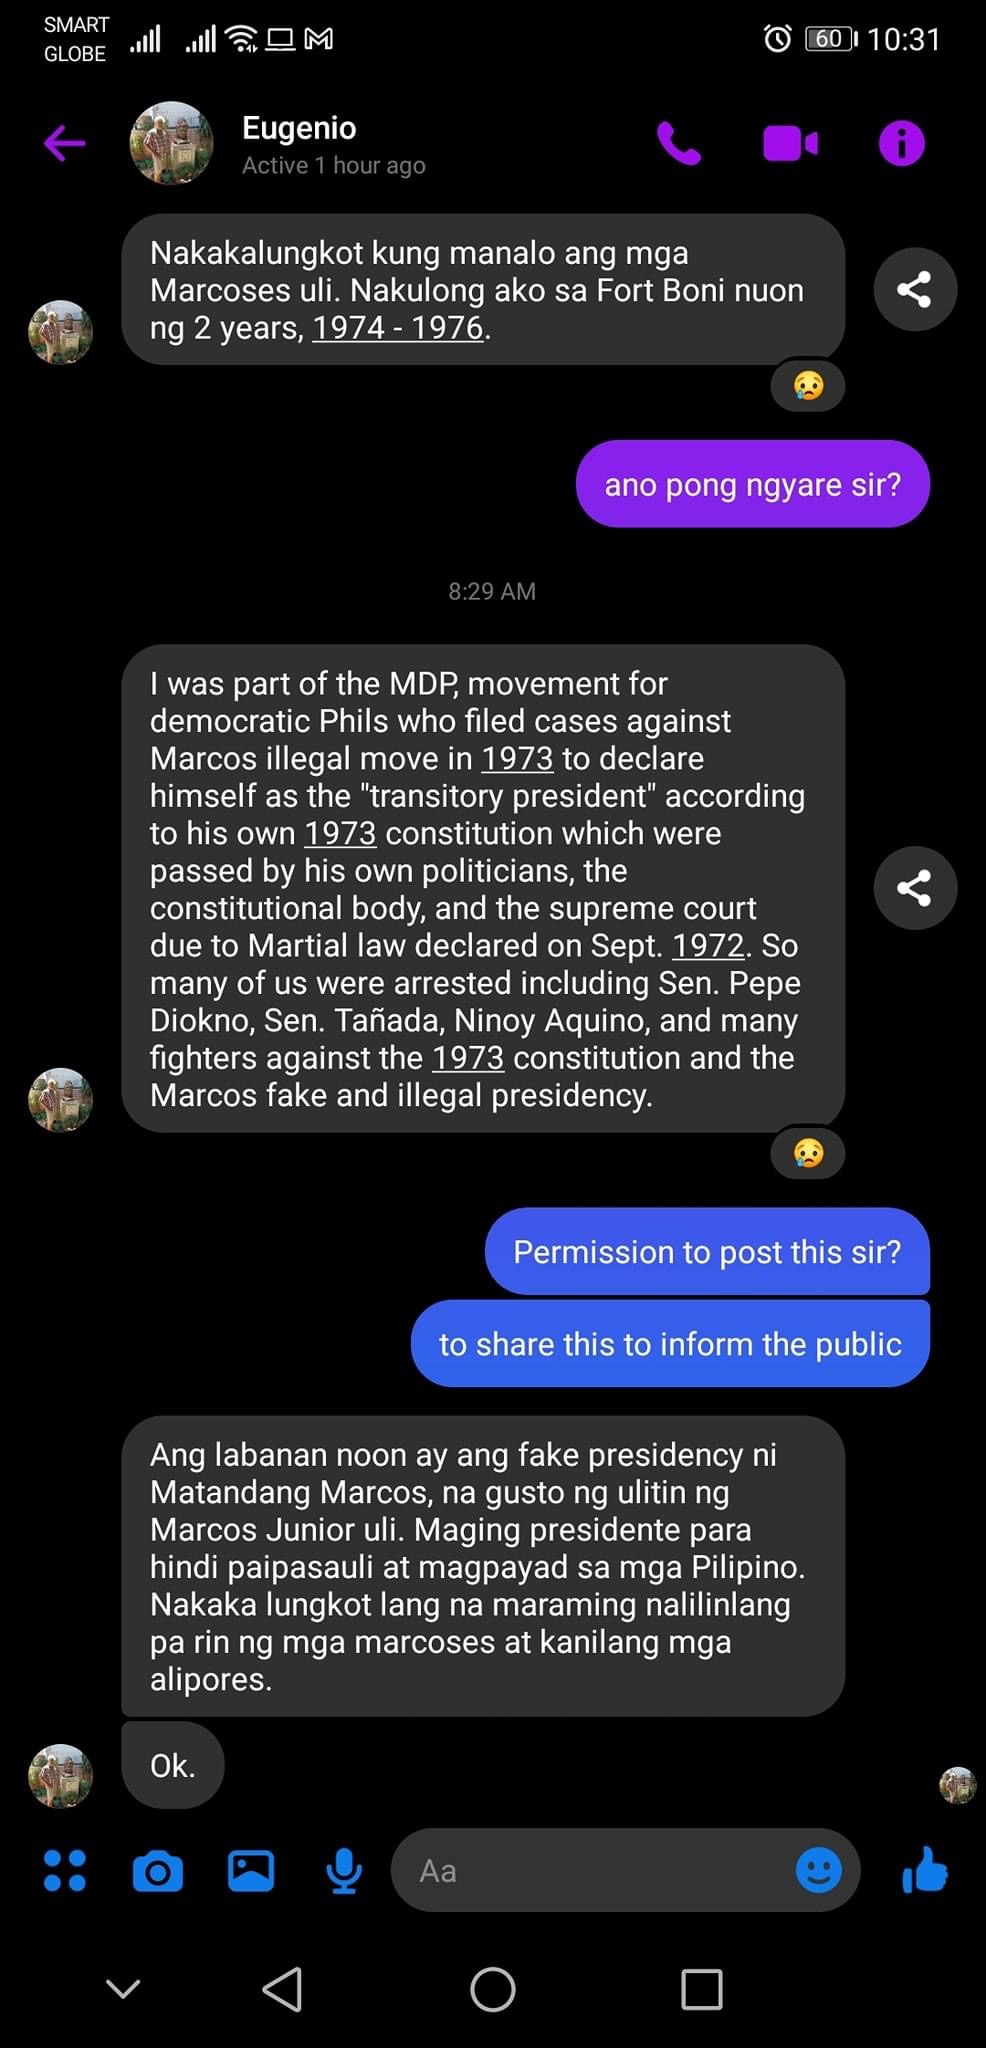 SMART
GLOBE
60
10:31
Eugenio
Active 1 hour ago
Nakakalungkot kung manalo ang mga
Marcoses uli. Nakulong ako sa Fort Boni nuon
ng 2 years, 1974 - 1976.
ano pong ngyare sir?
8:29 AM
I was part of the MDP, movement for
democratic Phils who filed cases against
Marcos illegal move in 1973 to declare
himself as the "transitory president" according
to his own 1973 constitution which were
passed by his own politicians, the
constitutional body, and the supreme court
due to Martial law declared on Sept. 1972. So
many of us were arrested including Sen. Pepe
Diokno, Sen. Tañada, Ninoy Aquino, and many
fighters against the 1973 constitution and the
Marcos fake and illegal presidency.
Permission to post this sir?
to share this to inform the public
Ang labanan noon ay ang fake presidency ni
Matandang Marcos, na gusto ng ulitin ng
Marcos Junior uli. Maging presidente para
hindi paipasauli at magpayad sa mga Pilipino.
Nakaka lungkot lang na maraming nalilinlang
pa rin ng mga marcoses at kanilang mga
alipores.
Ok.
Aa